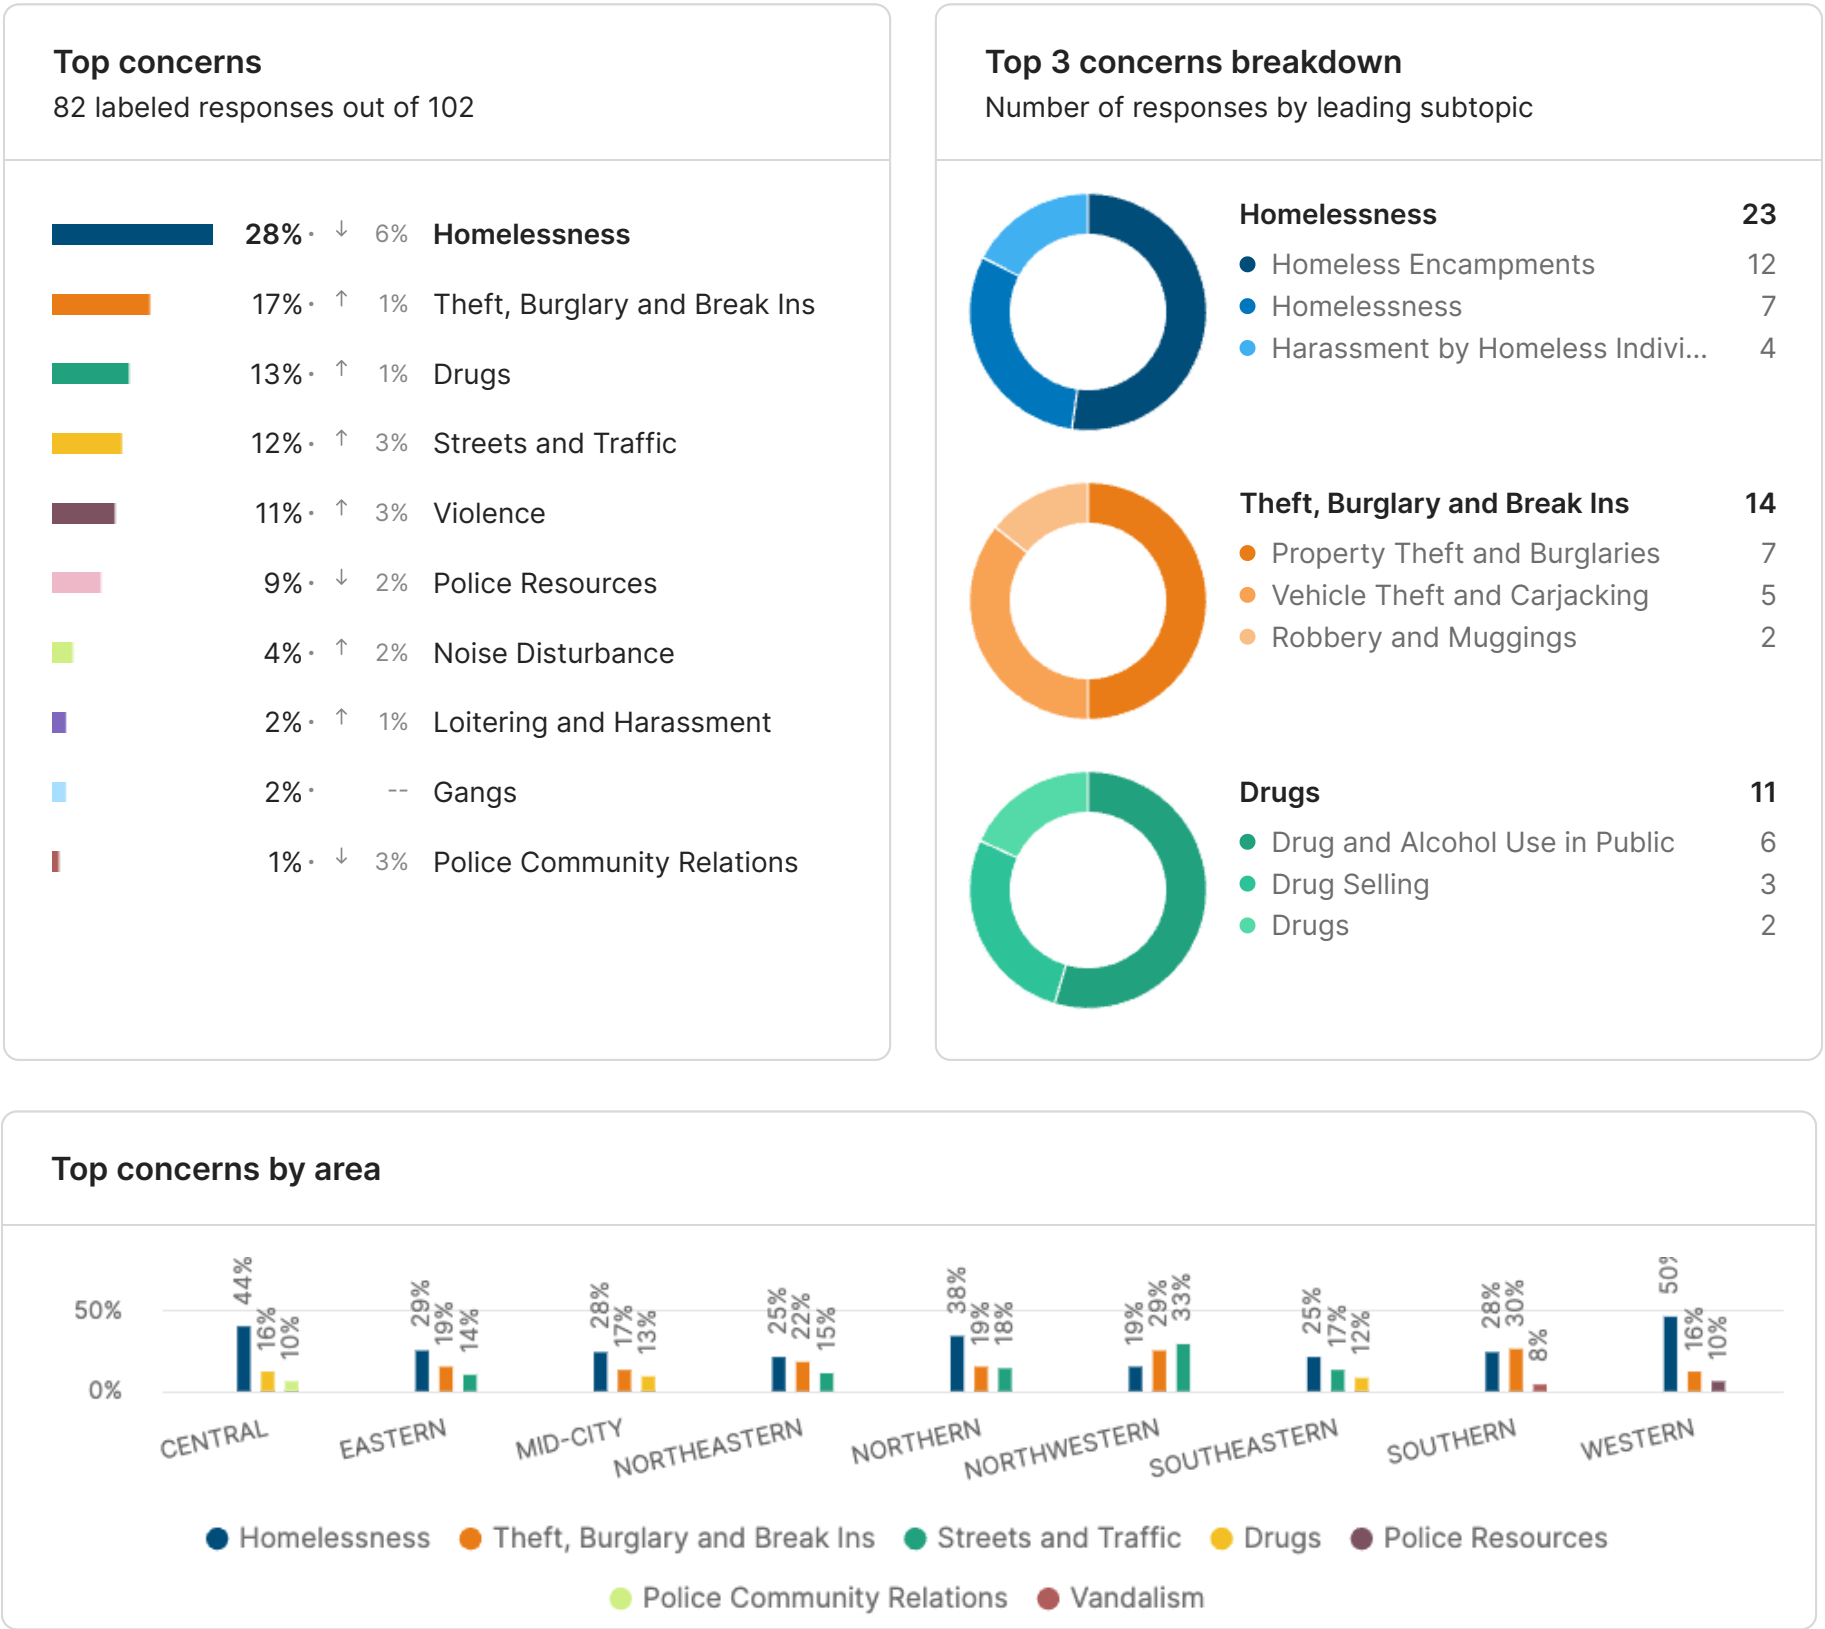 Top concerns
82 labeled responses out of 102
28% · ↓ 6% Homelessness
17% · ↑ 1% Theft, Burglary and Break Ins
13% · ↑ 1% Drugs
12% · ↑ 3% Streets and Traffic
11% · ↑ 3% Violence
9% · ↓ 2% Police Resources
4% · ↑ 2% Noise Disturbance
2% · ↑ 1% Loitering and Harassment
2% · -- Gangs
1% · ↓ 3% Police Community Relations
Top 3 concerns breakdown
Number of responses by leading subtopic
Homelessness 23
Homeless Encampments 12
Homelessness 7
Harassment by Homeless Indivi... 4
Theft, Burglary and Break Ins 14
Property Theft and Burglaries 7
Vehicle Theft and Carjacking 5
Robbery and Muggings 2
Drugs 11
Drug and Alcohol Use in Public 6
Drug Selling 3
Drugs 2
Top concerns by area
50%
0%
44% 16% 10%
29% 19% 14%
28% 17% 13%
25% 22% 15%
38% 19% 18%
19% 29% 33%
25% 17% 12%
28% 30% 8%
50% 16% 10%
CENTRAL
EASTERN
MID-CITY
NORTHEASTERN
NORTHERN
NORTHWESTERN
SOUTHEASTERN
SOUTHERN
WESTERN
Homelessness Theft, Burglary and Break Ins Streets and Traffic Drugs Police Resources
Police Community Relations Vandalism